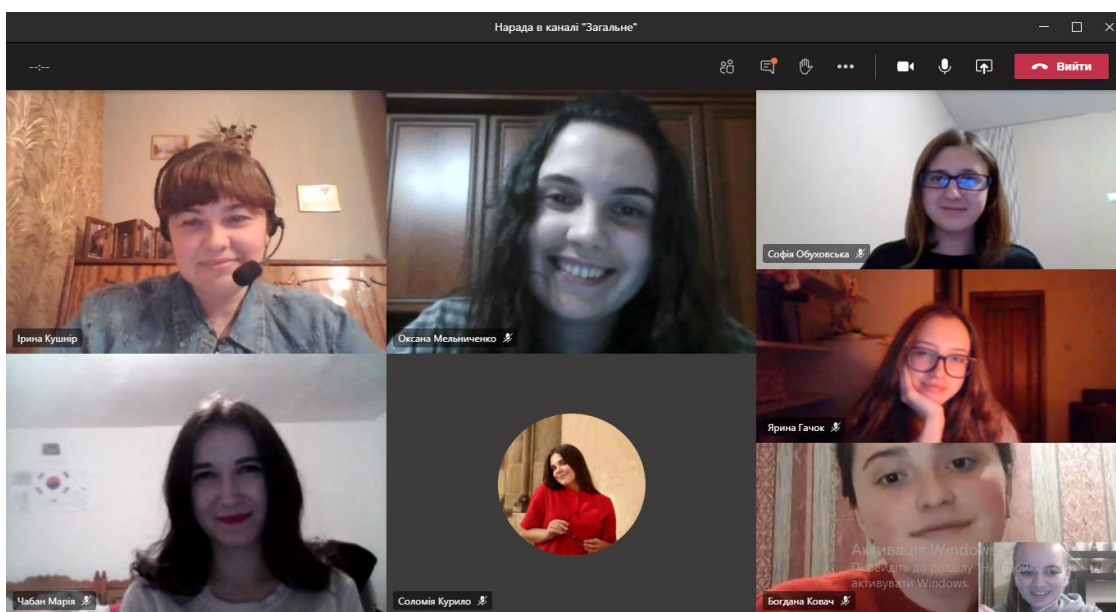 Нарада в каналі "Загальне"
--:--
Вийти
Ірина Кушнір
Оксана Мельниченко
Софія Обуховська
Ярина Гачок
Чабан Марія
Соломія Курило
Богдана Ковач
Активація Windows
Перейдіть до розділу "На
активувати Windows.